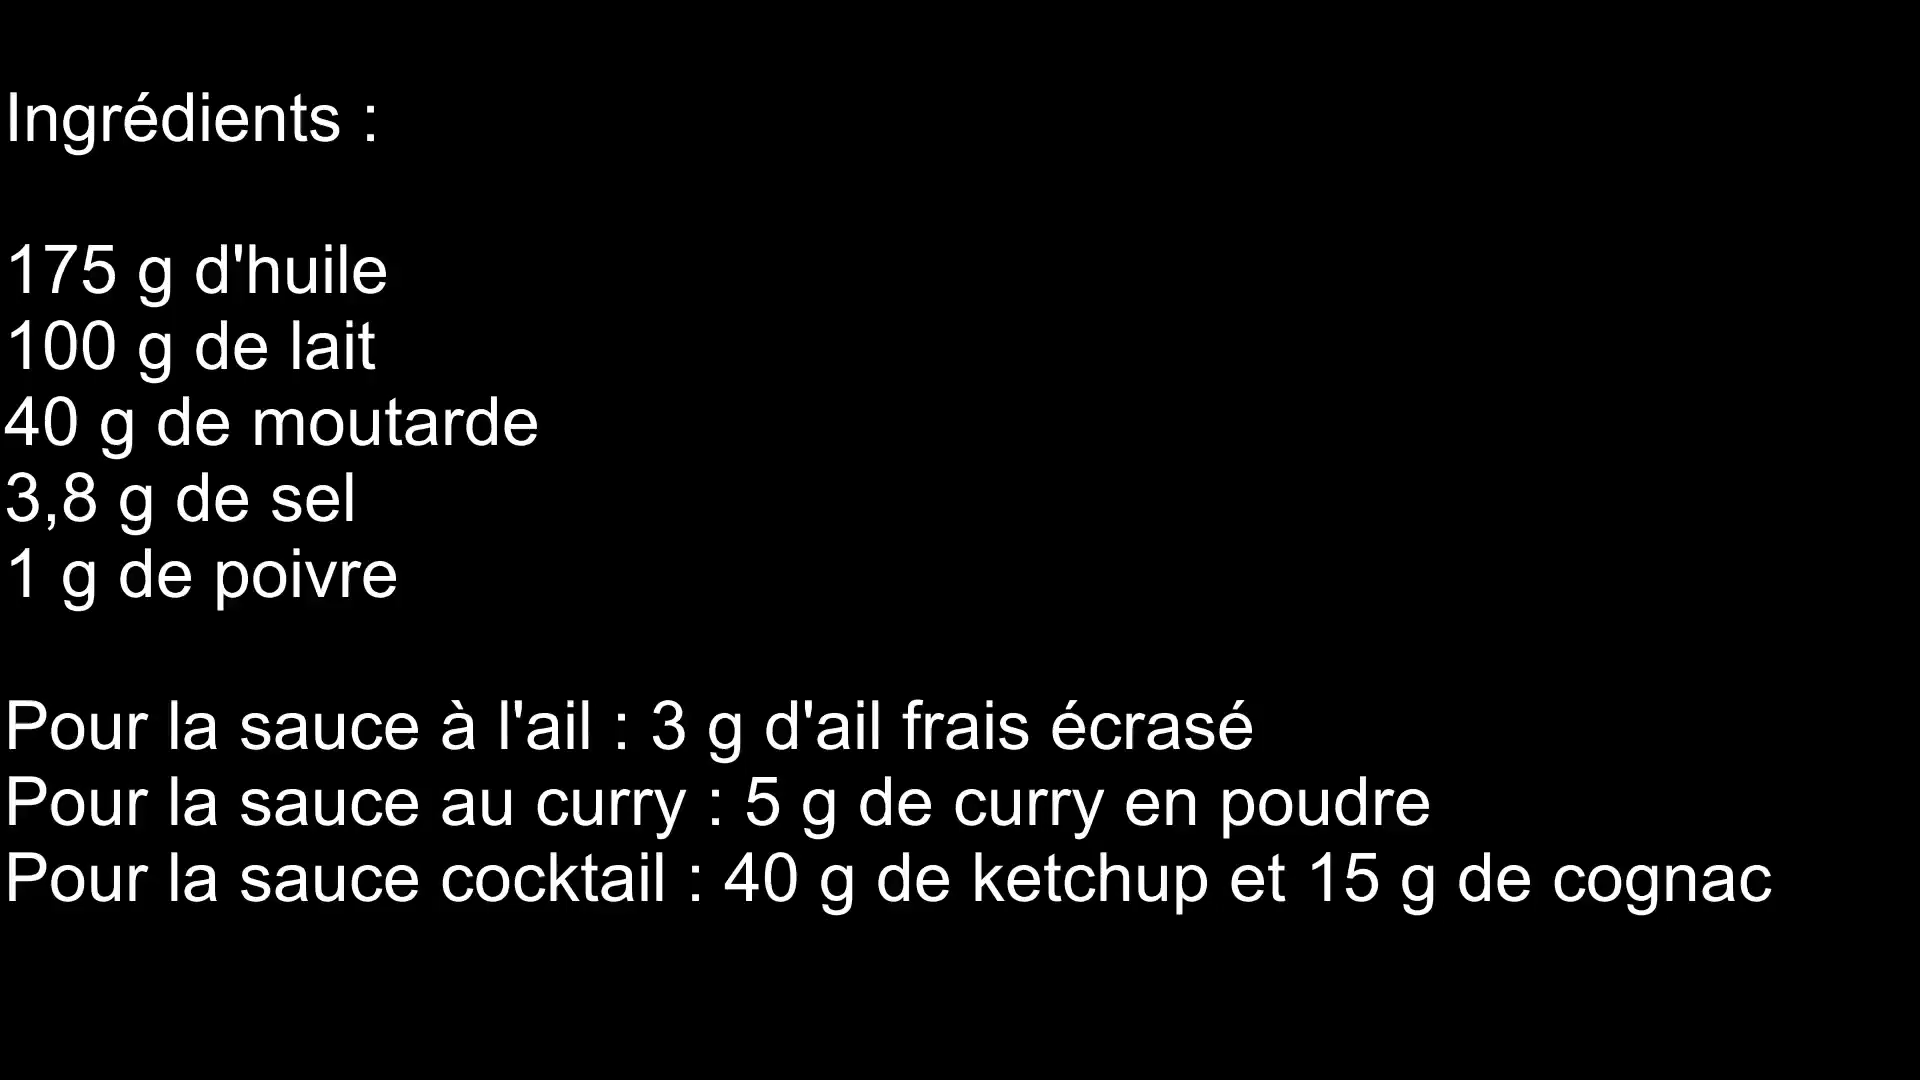 Ingrédients :
175 g d'huile
100 g de lait
40 g de moutarde
3,8 g de sel
1 g de poivre
Pour la sauce à l'ail : 3 g d'ail frais écrasé
Pour la sauce au curry : 5 g de curry en poudre
Pour la sauce cocktail : 40 g de ketchup et 15 g de cognac